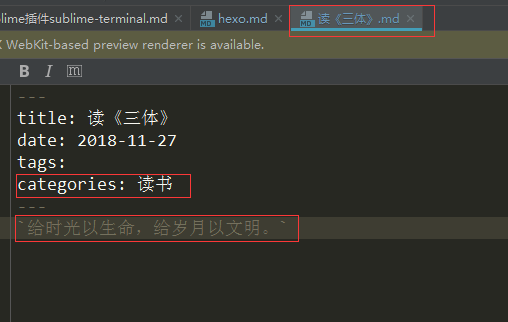 lime插件sublime-terminal.md hexo.md 读《三体》.md
WebKit-based preview renderer is available.
B I m
---
title: 读《三体》
date: 2018-11-27
tags:
categories: 读书
---
`给时光以生命，给岁月以文明。`